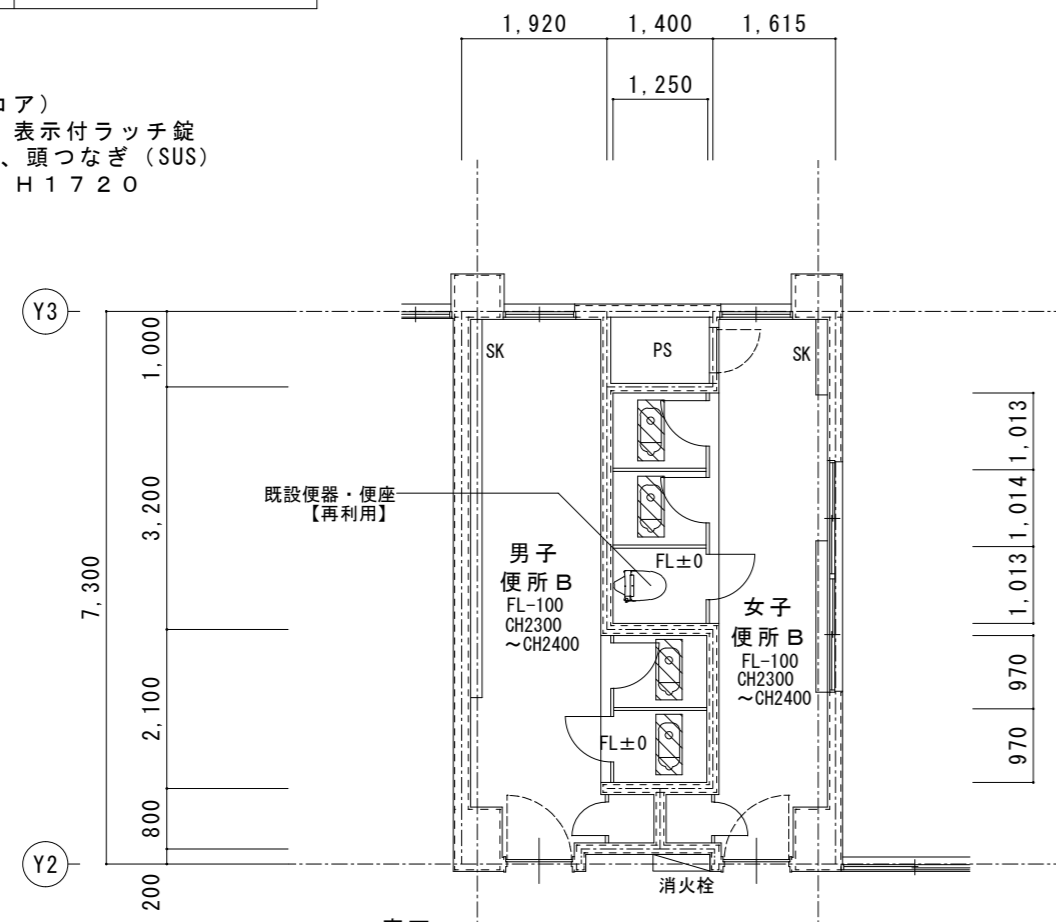 1,920
1,400
1,615
1,250
コア)
表示付ラッチ錠
、頭つなぎ(SUS)
H1720
Y3
Y2
7,300
1,000
3,200
2,100
800
200
SK
PS
SK
既設便器・便座
【再利用】
男子
便所B
FL-100
CH2300
～CH2400
FL±0
女子
便所B
FL-100
CH2300
～CH2400
FL±0
消火栓
1,013
1,014
1,013
970
970